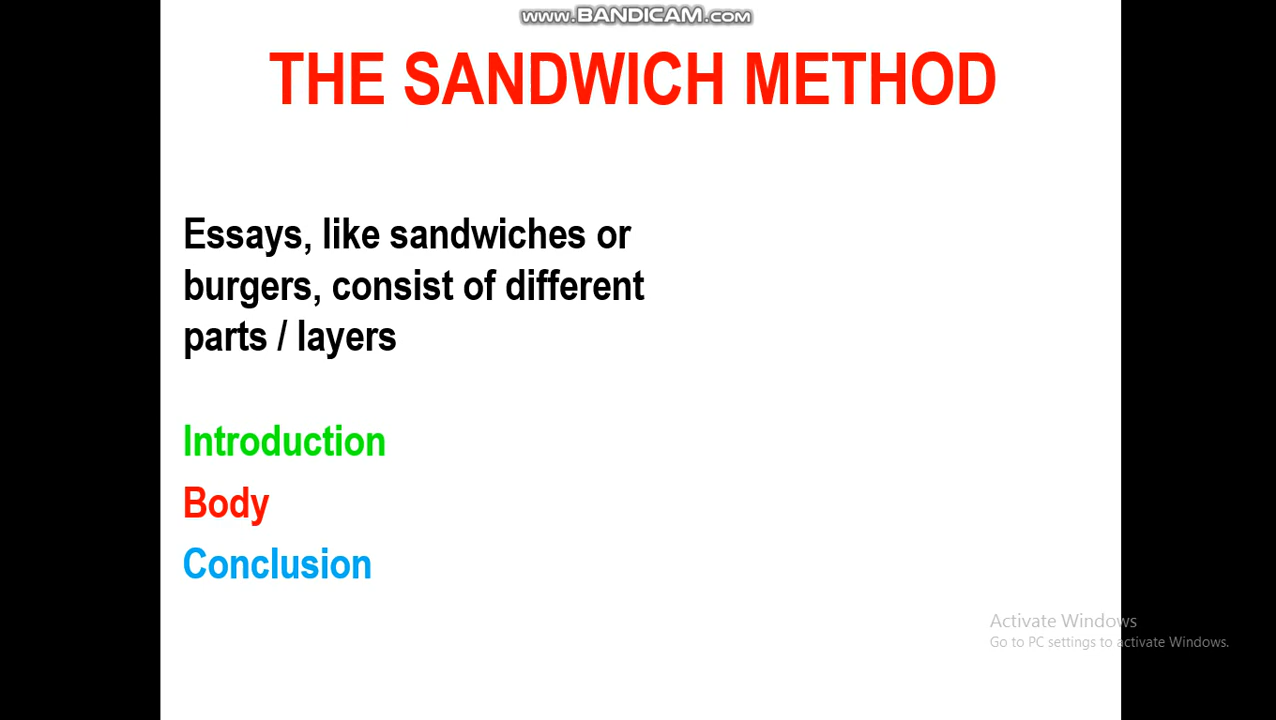 www.BANDICAM.com
THE SANDWICH METHOD
Essays, like sandwiches or
burgers, consist of different
parts / layers
Introduction
Body
Conclusion
Activate Windows
Go to PC settings to activate Windows.